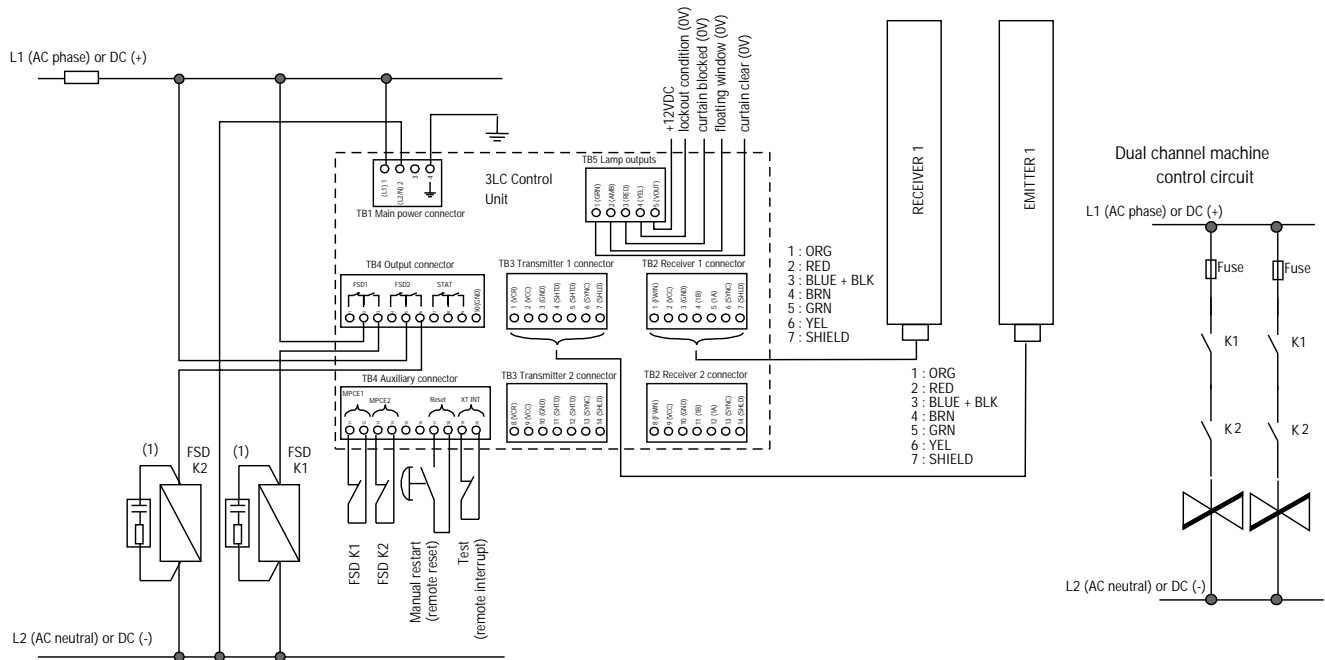 L1 (AC phase) or DC (+)
+12VDC
lockout condition (0V)
curtain blocked (0V)
floating window (0V)
curtain clear (0V)
(L1) 1
(L2/N) 2
3
4
TB1 Main power connector
3LC Control
Unit
TB5 Lamp outputs
1 (GRN)
2 (AMB)
3 (RED)
4 (YEL)
5 (VOUT)
RECEIVER 1
EMITTER 1
Dual channel machine
control circuit
L1 (AC phase) or DC (+)
Fuse
Fuse
K1
K1
K2
K2
L2 (AC neutral) or DC (-)
TB4 Output connector
FSD1
FSD2
STAT
10(GND)
TB3 Transmitter 1 connector
1 (VCR)
2 (VCC)
3 (GND)
4 (SHTD)
5 (SHTD)
6 (SYNC)
7 (SHLD)
TB2 Receiver 1 connector
1 (FWIN)
2 (VCC)
3 (GND)
4 (1B)
5 (1A)
6 (SYNC)
7 (SHLD)
1 : ORG
2 : RED
3 : BLUE + BLK
4 : BRN
5 : GRN
6 : YEL
7 : SHIELD
TB4 Auxiliary connector
MPCE1
MPCE2
Reset
XT INT
TB3 Transmitter 2 connector
8 (VCR)
9 (VCC)
10 (GND)
11 (SHTD)
12 (SHTD)
13 (SYNC)
14 (SHLD)
TB2 Receiver 2 connector
8 (FWIN)
9 (VCC)
10 (GND)
11 (1B)
12 (1A)
13 (SYNC)
14 (SHLD)
1 : ORG
2 : RED
3 : BLUE + BLK
4 : BRN
5 : GRN
6 : YEL
7 : SHIELD
(1)
FSD
K2
(1)
FSD
K1
FSD K1
FSD K2
Manual restart
(remote reset)
Test
(remote interrupt)
L2 (AC neutral) or DC (-)